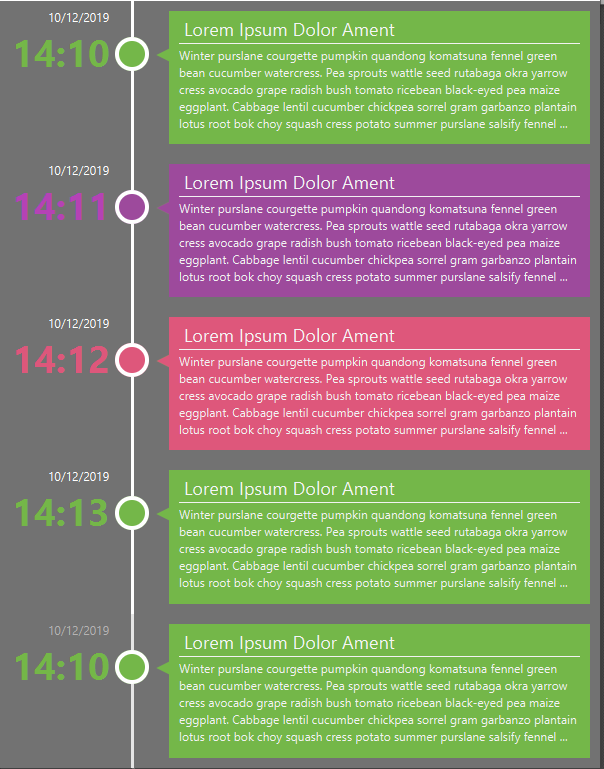 10/12/2019
14:10
Lorem Ipsum Dolor Ament
Winter purslane courgette pumpkin quandong komatsuna fennel green
bean cucumber watercress. Pea sprouts wattle seed rutabaga okra yarrow
cress avocado grape radish bush tomato ricebean black-eyed pea maize
eggplant. Cabbage lentil cucumber chickpea sorrel gram garbanzo plantain
lotus root bok choy squash cress potato summer purslane salsify fennel ...
10/12/2019
14:11
Lorem Ipsum Dolor Ament
Winter purslane courgette pumpkin quandong komatsuna fennel green
bean cucumber watercress. Pea sprouts wattle seed rutabaga okra yarrow
cress avocado grape radish bush tomato ricebean black-eyed pea maize
eggplant. Cabbage lentil cucumber chickpea sorrel gram garbanzo plantain
lotus root bok choy squash cress potato summer purslane salsify fennel ...
10/12/2019
14:12
Lorem Ipsum Dolor Ament
Winter purslane courgette pumpkin quandong komatsuna fennel green
bean cucumber watercress. Pea sprouts wattle seed rutabaga okra yarrow
cress avocado grape radish bush tomato ricebean black-eyed pea maize
eggplant. Cabbage lentil cucumber chickpea sorrel gram garbanzo plantain
lotus root bok choy squash cress potato summer purslane salsify fennel ...
10/12/2019
14:13
Lorem Ipsum Dolor Ament
Winter purslane courgette pumpkin quandong komatsuna fennel green
bean cucumber watercress. Pea sprouts wattle seed rutabaga okra yarrow
cress avocado grape radish bush tomato ricebean black-eyed pea maize
eggplant. Cabbage lentil cucumber chickpea sorrel gram garbanzo plantain
lotus root bok choy squash cress potato summer purslane salsify fennel ...
10/12/2019
14:10
Lorem Ipsum Dolor Ament
Winter purslane courgette pumpkin quandong komatsuna fennel green
bean cucumber watercress. Pea sprouts wattle seed rutabaga okra yarrow
cress avocado grape radish bush tomato ricebean black-eyed pea maize
eggplant. Cabbage lentil cucumber chickpea sorrel gram garbanzo plantain
lotus root bok choy squash cress potato summer purslane salsify fennel ...